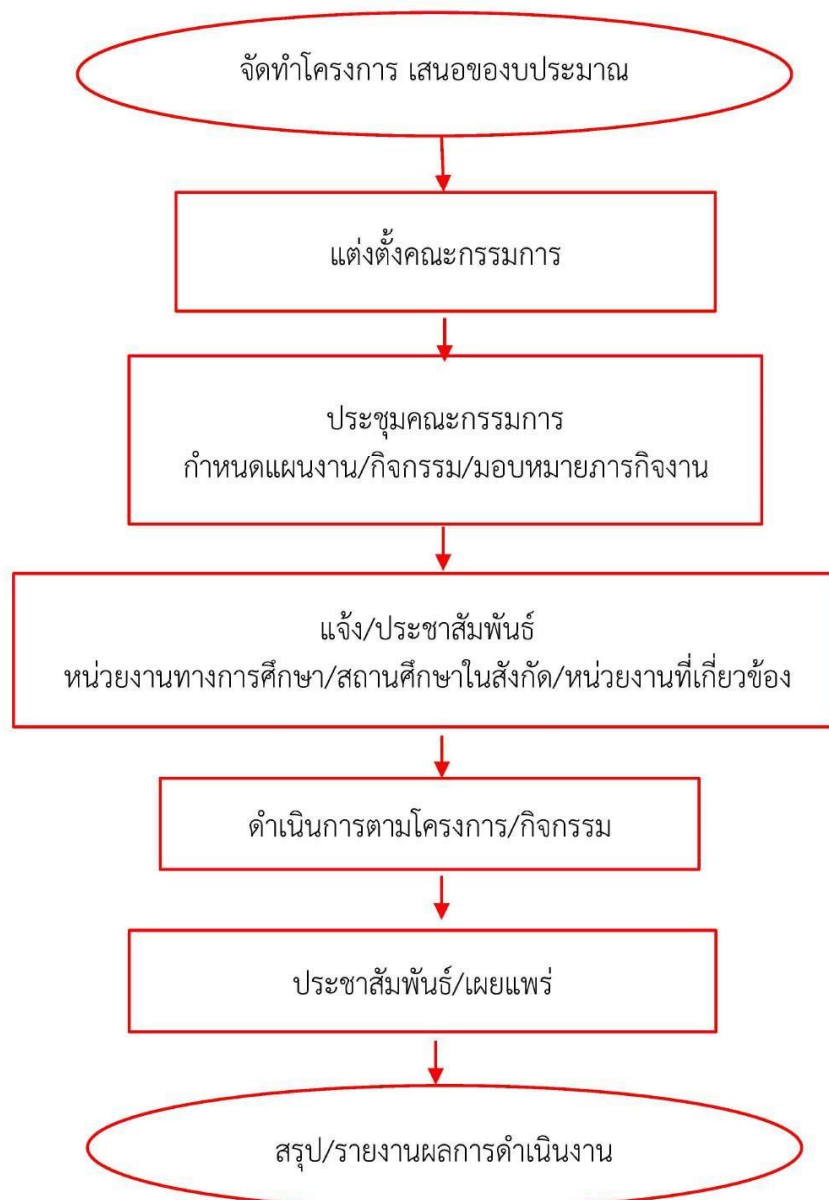 จัดทำโครงการ เสนอของบประมาณ
แต่งตั้งคณะกรรมการ
ประชุมคณะกรรมการ
กำหนดแผนงาน/กิจกรรม/มอบหมายภารกิจงาน
แจ้ง/ประชาสัมพันธ์
หน่วยงานทางการศึกษา/สถานศึกษาในสังกัด/หน่วยงานที่เกี่ยวข้อง
ดำเนินการตามโครงการ/กิจกรรม
ประชาสัมพันธ์/เผยแพร่
สรุป/รายงานผลการดำเนินงาน